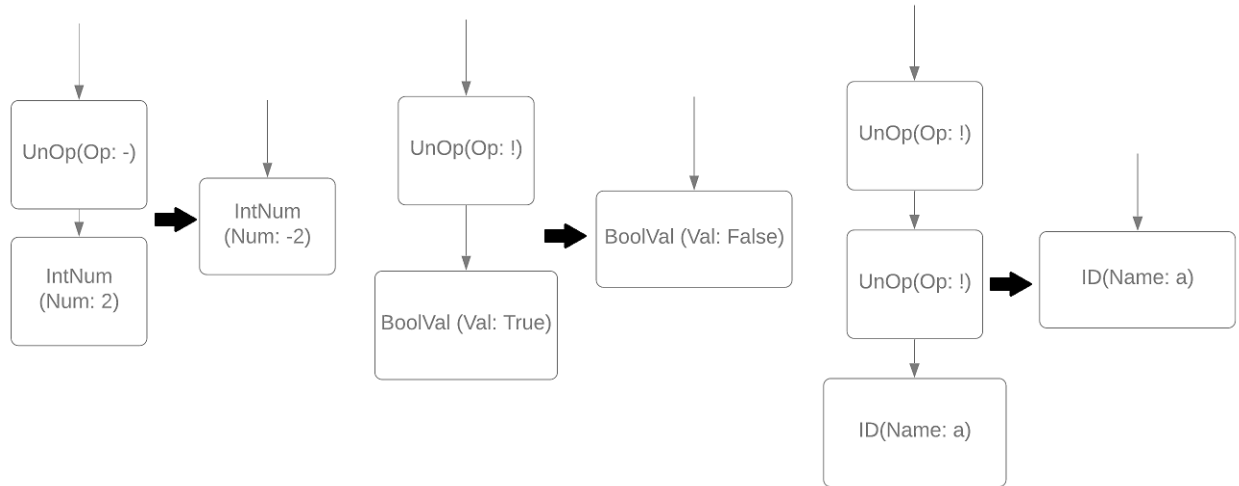 UnOp(Op: -)
IntNum
(Num: 2)
IntNum
(Num: -2)
UnOp(Op: !)
BoolVal (Val: True)
BoolVal (Val: False)
UnOp(Op: !)
UnOp(Op: !)
ID(Name: a)
ID(Name: a)